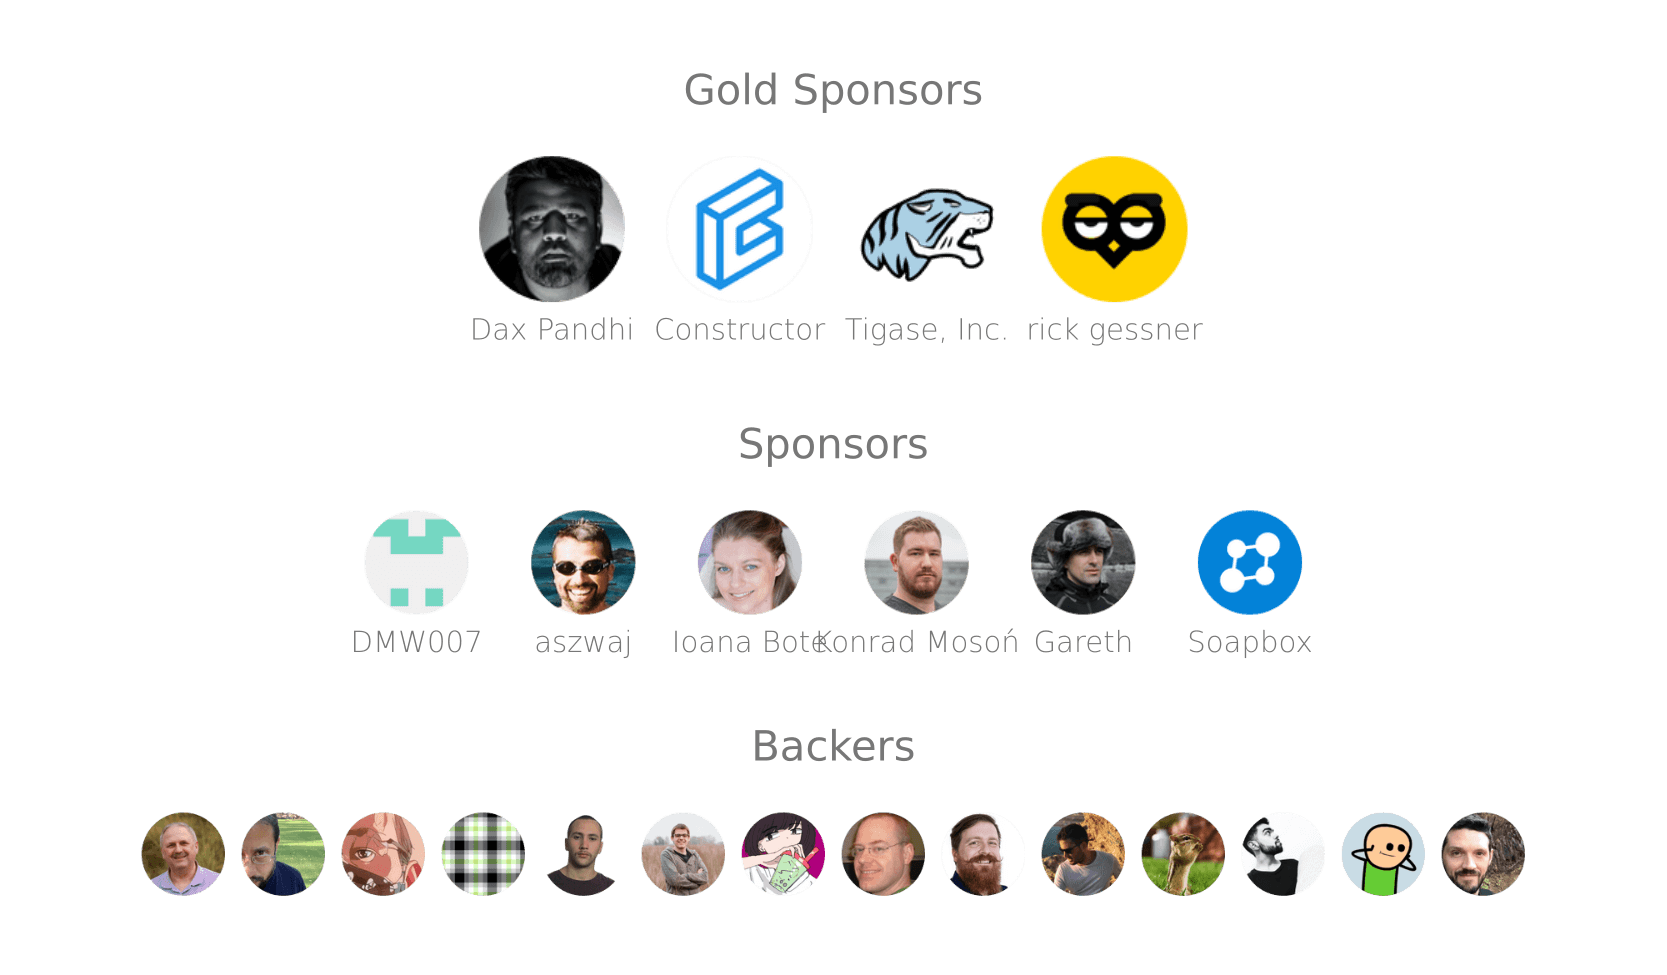 Gold Sponsors
Dax Pandhi Constructor Tigase, Inc. rick gessner
Sponsors
DMW007 aszwaj Ioana Bote Konrad Mosoń Gareth Soapbox
Backers